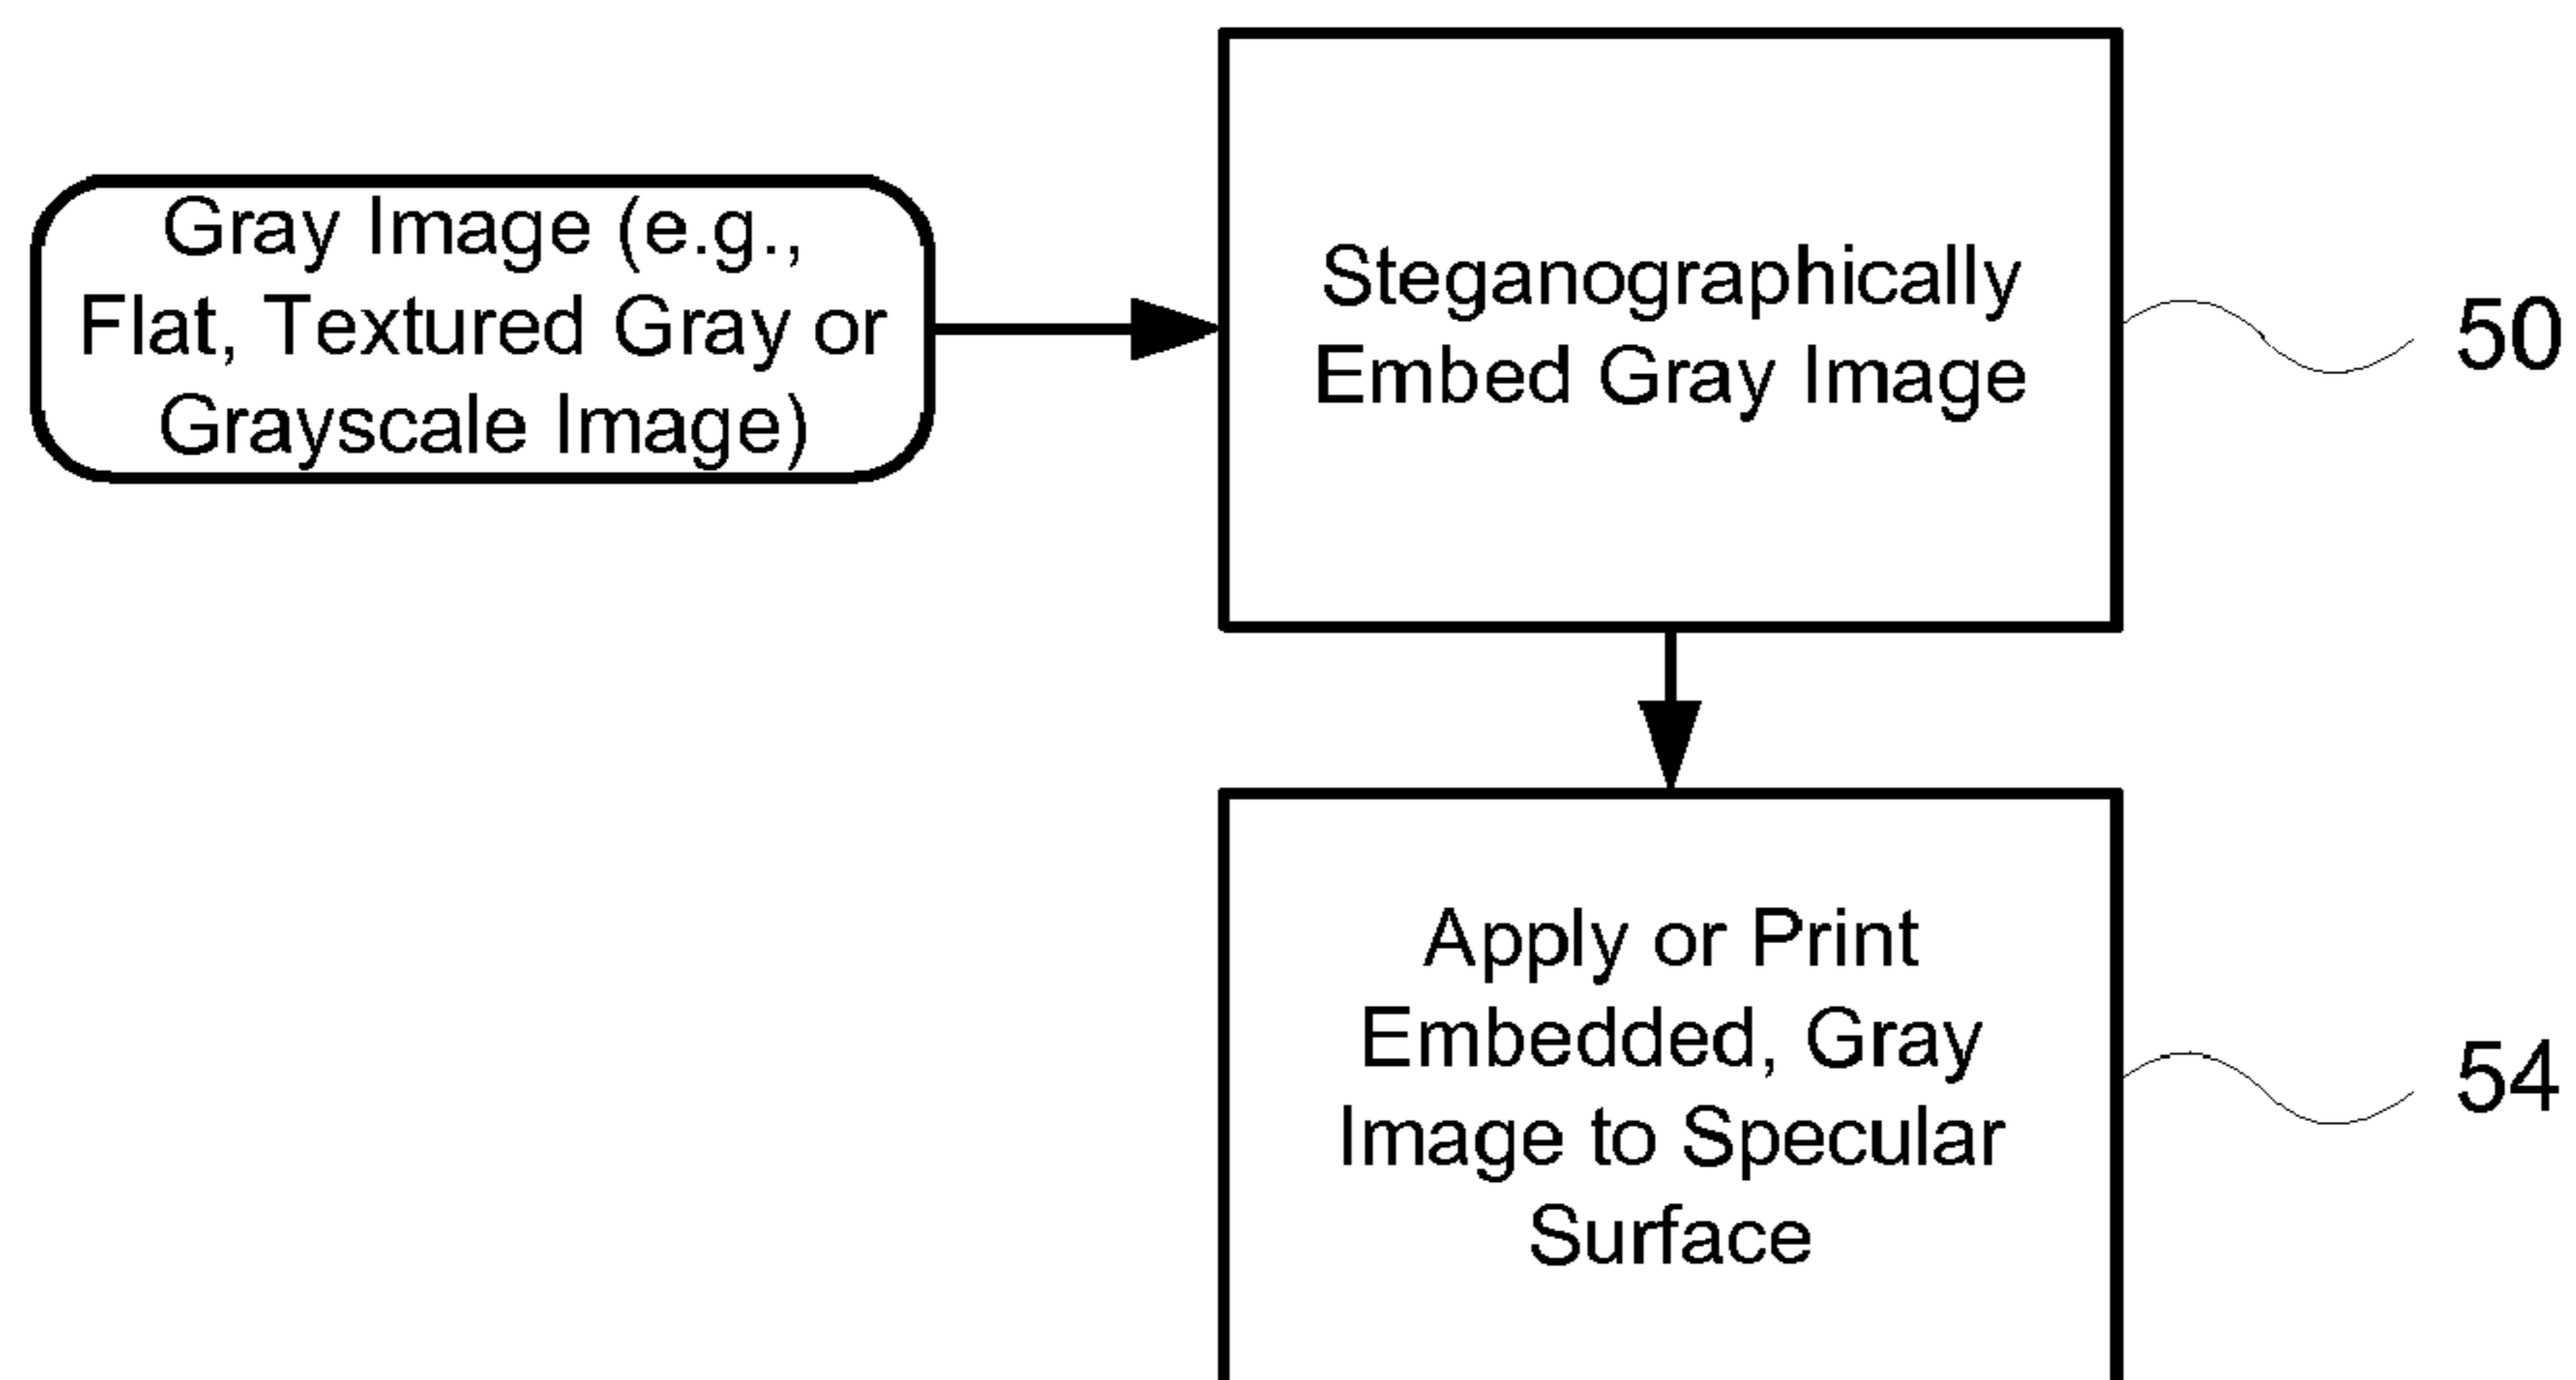 Gray Image (e.g.,
Flat, Textured Gray or
Grayscale Image)
Steganographically
Embed Gray Image
50
Apply or Print
Embedded, Gray
Image to Specular
Surface
54